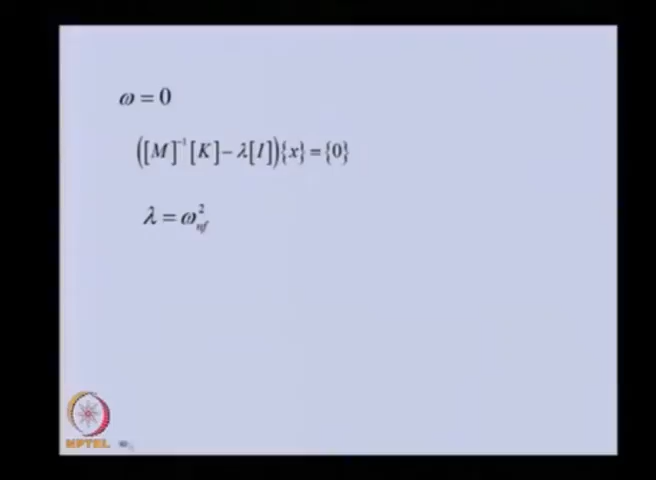 ω = 0
([M]⁻¹[K] − λ[I]){x} = {0}
λ = ω²ₙf
NPTEL